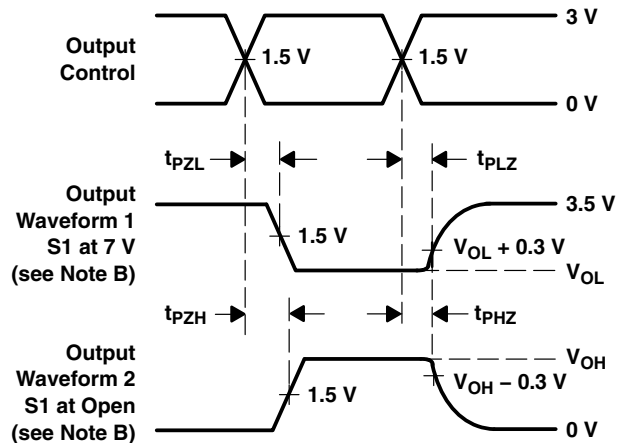 3 V
Output
Control
1.5 V
1.5 V
0 V
tPZL
tPLZ
Output
Waveform 1
S1 at 7 V
(see Note B)
3.5 V
1.5 V
VOL + 0.3 V
VOL
tPZH
tPHZ
Output
Waveform 2
S1 at Open
(see Note B)
VOH
1.5 V
VOH − 0.3 V
0 V